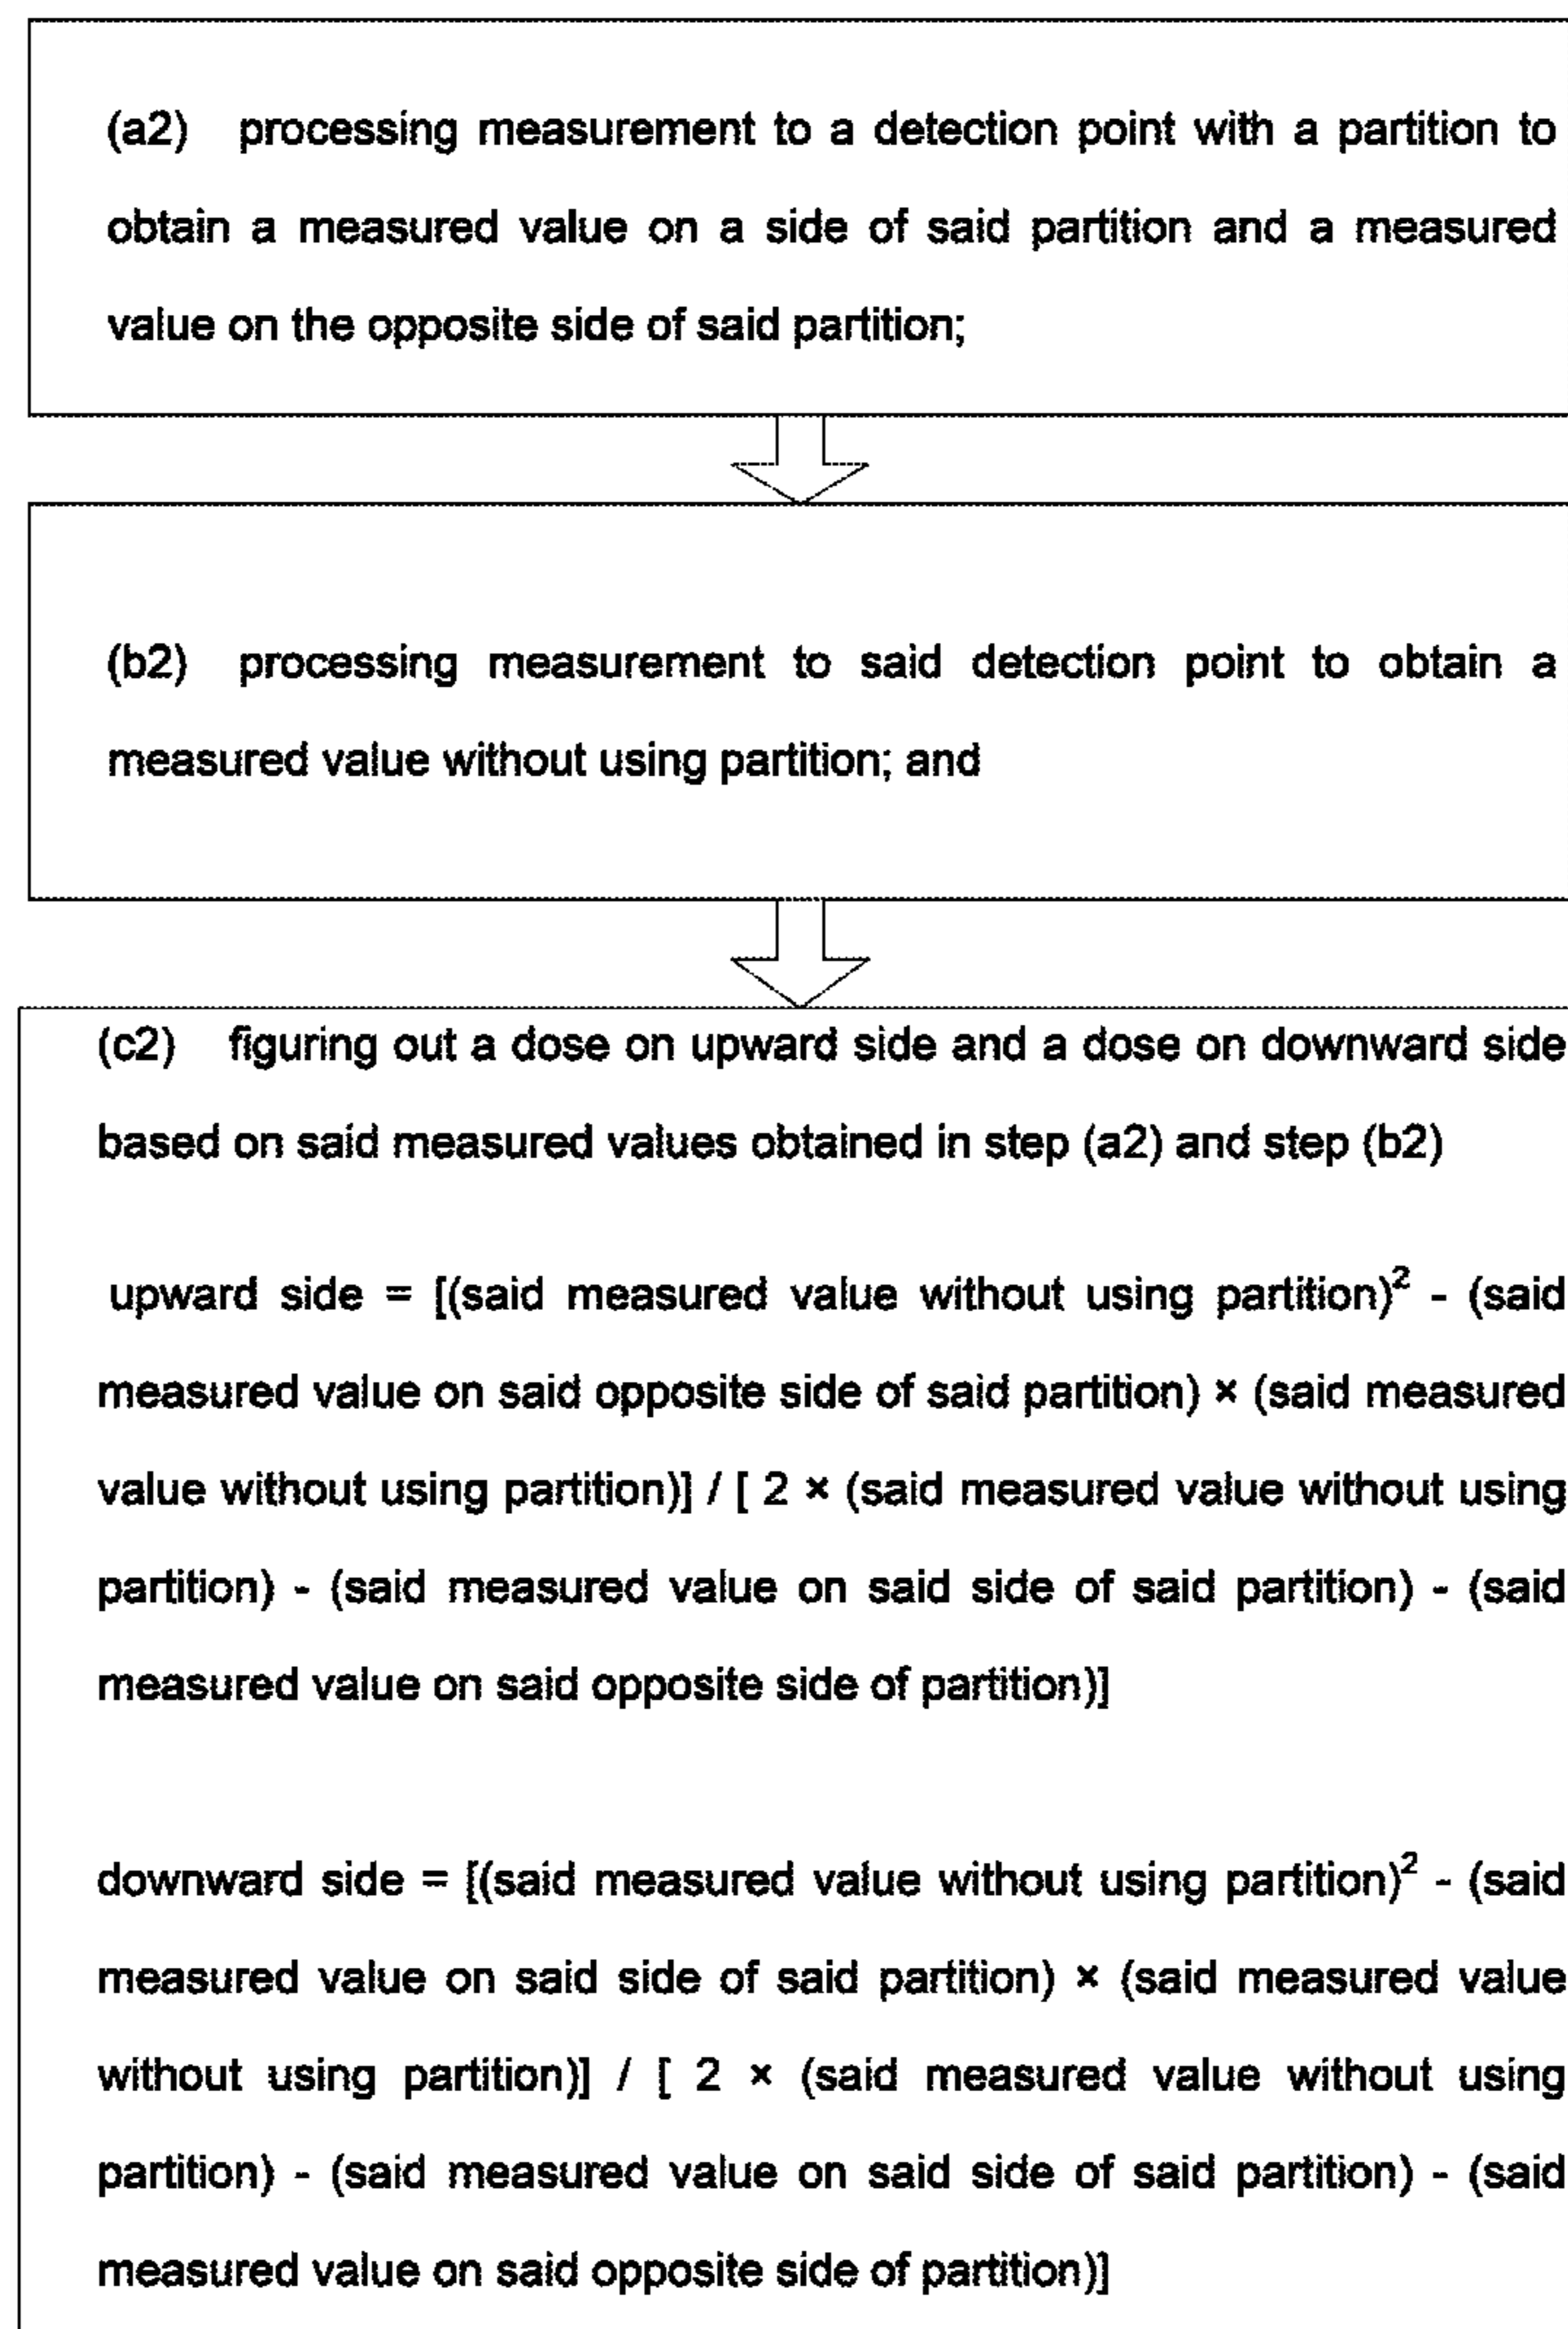 (a2) processing measurement to a detection point with a partition to
obtain a measured value on a side of said partition and a measured
value on the opposite side of said partition;
(b2) processing measurement to said detection point to obtain a
measured value without using partition; and
(c2) figuring out a dose on upward side and a dose on downward side
based on said measured values obtained in step (a2) and step (b2)
upward side = [(said measured value without using partition)² - (said
measured value on said opposite side of said partition) × (said measured
value without using partition)] / [ 2 × (said measured value without using
partition) - (said measured value on said side of said partition) - (said
measured value on said opposite side of partition)]
downward side = [(said measured value without using partition)² - (said
measured value on said side of said partition) × (said measured value
without using partition)] / [ 2 × (said measured value without using
partition) - (said measured value on said side of said partition) - (said
measured value on said opposite side of partition)]